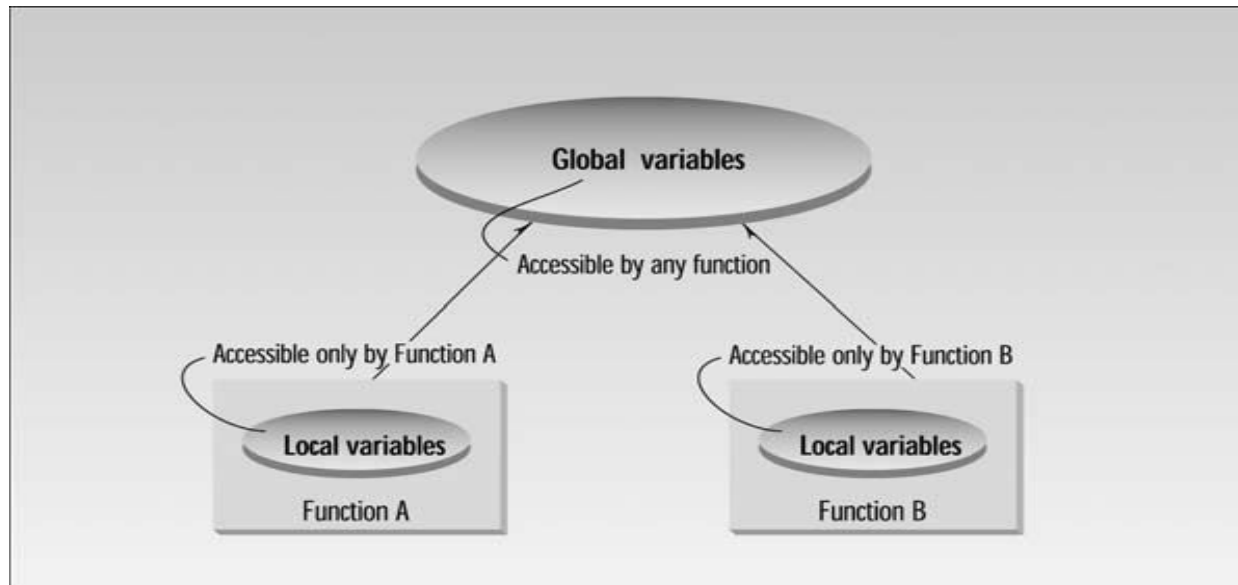 Global variables
Accessible by any function
Accessible only by Function A
Accessible only by Function B
Local variables
Function A
Local variables
Function B